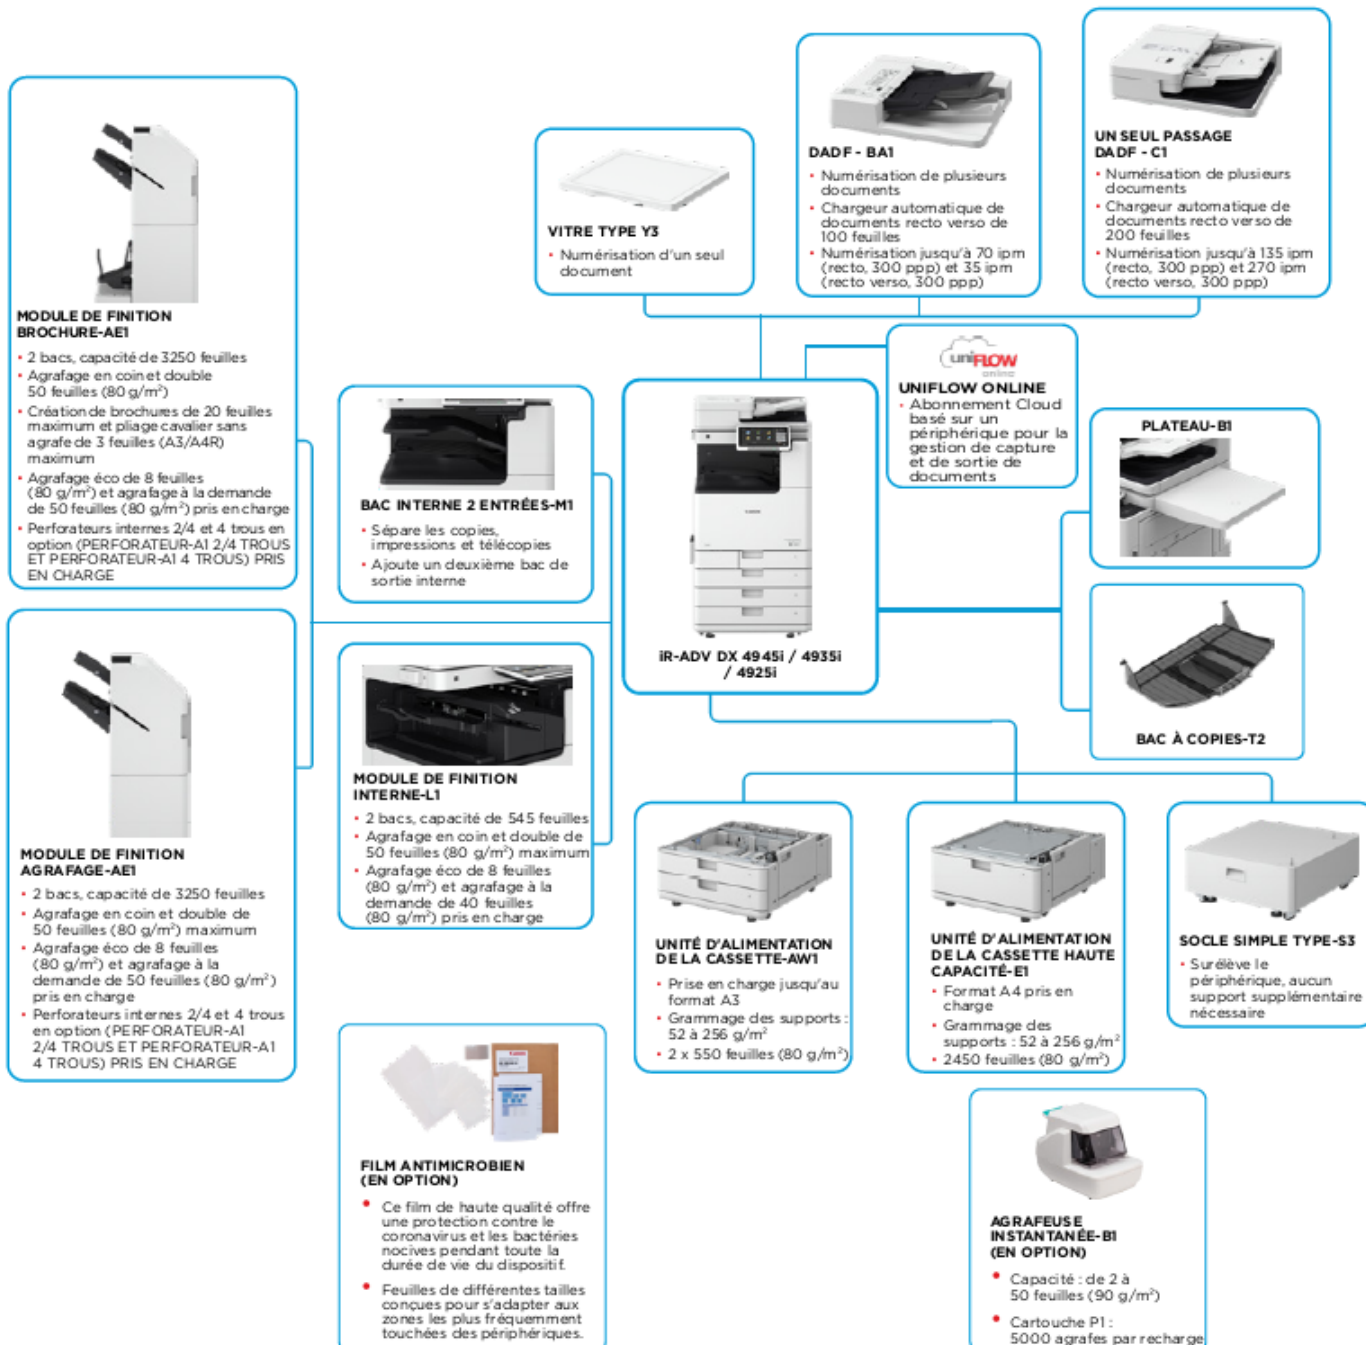 MODULE DE FINITION
BROCHURE-AE1
• 2 bacs, capacité de 3250 feuilles
• Agrafage en coin et double
50 feuilles (80 g/m²)
• Création de brochures de 20 feuilles
maximum et pliage cavalier sans
agrafe de 3 feuilles (A3/A4R)
maximum
• Agrafage éco de 8 feuilles
(80 g/m²) et agrafage à la demande
de 50 feuilles (80 g/m²) pris en charge
• Perforateurs internes 2/4 et 4 trous en
option (PERFORATEUR-A1 2/4 TROUS
ET PERFORATEUR-A1 4 TROUS) PRIS
EN CHARGE
MODULE DE FINITION
AGRAFAGE-AE1
• 2 bacs, capacité de 3250 feuilles
• Agrafage en coin et double de
50 feuilles (80 g/m²) maximum
• Agrafage éco de 8 feuilles
(80 g/m²) et agrafage à la
demande de 50 feuilles (80 g/m²)
pris en charge
• Perforateurs internes 2/4 et 4 trous
en option (PERFORATEUR-A1
2/4 TROUS ET PERFORATEUR-A1
4 TROUS) PRIS EN CHARGE
VITRE TYPE Y3
• Numérisation d'un seul
document
DADF - BA1
• Numérisation de plusieurs
documents
• Chargeur automatique de
documents recto verso de
100 feuilles
• Numérisation jusqu'à 70 ipm
(recto, 300 ppp) et 35 ipm
(recto verso, 300 ppp)
UN SEUL PASSAGE
DADF - C1
• Numérisation de plusieurs
documents
• Chargeur automatique de
documents recto verso de
200 feuilles
• Numérisation jusqu'à 135 ipm
(recto, 300 ppp) et 270 ipm
(recto verso, 300 ppp)
uniFLOW
online
UNIFLOW ONLINE
• Abonnement Cloud
basé sur un
périphérique pour la
gestion de capture
et de sortie de
documents
BAC INTERNE 2 ENTRÉES-M1
• Sépare les copies,
impressions et télécopies
• Ajoute un deuxième bac de
sortie interne
MODULE DE FINITION
INTERNE-L1
• 2 bacs, capacité de 545 feuilles
• Agrafage en coin et double de
50 feuilles (80 g/m²) maximum
• Agrafage éco de 8 feuilles
(80 g/m²) et agrafage à la
demande de 40 feuilles
(80 g/m²) pris en charge
iR-ADV DX 4945i / 4935i
/ 4925i
PLATEAU-B1
BAC À COPIES-T2
UNITÉ D'ALIMENTATION
DE LA CASSETTE-AW1
• Prise en charge jusqu'au
format A3
• Grammage des supports :
52 à 256 g/m²
• 2 x 550 feuilles (80 g/m²)
UNITÉ D'ALIMENTATION
DE LA CASSETTE HAUTE
CAPACITÉ-E1
• Format A4 pris en
charge
• Grammage des
supports : 52 à 256 g/m²
• 2450 feuilles (80 g/m²)
SOCLE SIMPLE TYPE-S3
• Surélève le
périphérique, aucun
support supplémentaire
nécessaire
FILM ANTIMICROBIEN
(EN OPTION)
• Ce film de haute qualité offre
une protection contre le
coronavirus et les bactéries
nocives pendant toute la
durée de vie du dispositif.
• Feuilles de différentes tailles
conçues pour s'adapter aux
zones les plus fréquemment
touchées des périphériques.
AGRAFEUSE
INSTANTANÉE-B1
(EN OPTION)
• Capacité : de 2 à
50 feuilles (90 g/m²)
• Cartouche P1 :
5000 agrafes par recharge